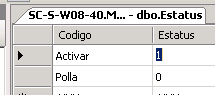 SC-S-W08-40.M... - dbo.Estatus
Codigo Estatus
Activar 1
Polla 0